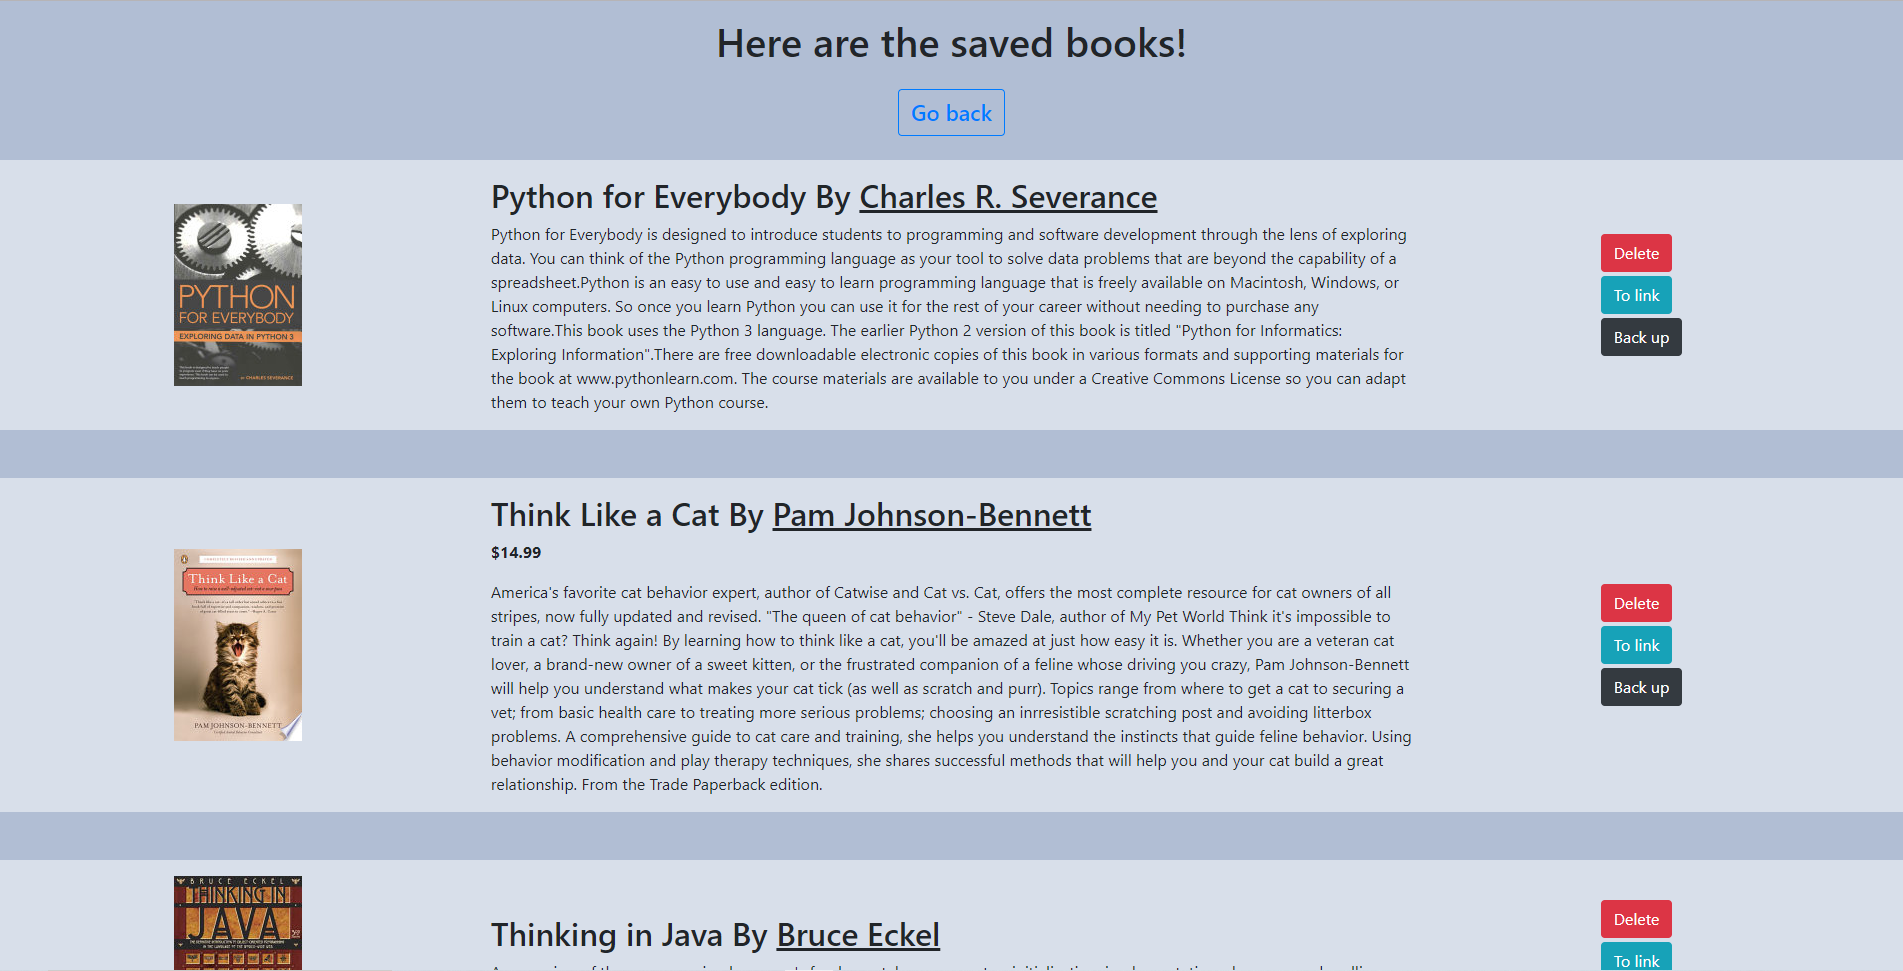 Here are the saved books!
Go back
Python for Everybody By Charles R. Severance
Python for Everybody is designed to introduce students to programming and software development through the lens of exploring
data. You can think of the Python programming language as your tool to solve data problems that are beyond the capability of a
spreadsheet.Python is an easy to use and easy to learn programming language that is freely available on Macintosh, Windows, or
Linux computers. So once you learn Python you can use it for the rest of your career without needing to purchase any
software.This book uses the Python 3 language. The earlier Python 2 version of this book is titled "Python for Informatics:
Exploring Information".There are free downloadable electronic copies of this book in various formats and supporting materials for
the book at www.pythonlearn.com. The course materials are available to you under a Creative Commons License so you can adapt
them to teach your own Python course.
PYTHON
FOR EVERYBODY
EXPLORING DATA IN PYTHON 3
BY CHARLES SEVERANCE
Delete
To link
Back up
Think Like a Cat By Pam Johnson-Bennett
$14.99
America's favorite cat behavior expert, author of Catwise and Cat vs. Cat, offers the most complete resource for cat owners of all
stripes, now fully updated and revised. "The queen of cat behavior" - Steve Dale, author of My Pet World Think it's impossible to
train a cat? Think again! By learning how to think like a cat, you'll be amazed at just how easy it is. Whether you are a veteran cat
lover, a brand-new owner of a sweet kitten, or the frustrated companion of a feline whose driving you crazy, Pam Johnson-Bennett
will help you understand what makes your cat tick (as well as scratch and purr). Topics range from where to get a cat to securing a
vet; from basic health care to treating more serious problems; choosing an inrresistible scratching post and avoiding litterbox
problems. A comprehensive guide to cat care and training, she helps you understand the instincts that guide feline behavior. Using
behavior modification and play therapy techniques, she shares successful methods that will help you and your cat build a great
relationship. From the Trade Paperback edition.
Think Like a Cat
PAM JOHNSON-BENNETT
Delete
To link
Back up
BRUCE ECKEL
THINKING IN
JAVA
Thinking in Java By Bruce Eckel
Delete
To link